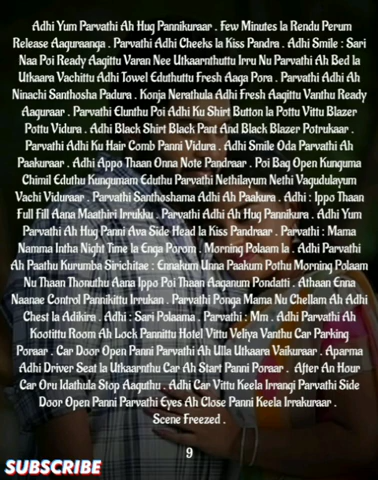 Adhi Yum Parvathi Ah Hug Pannikuraar . Few Minutes la Rendu Perum
Release Aaguraanga . Parvathi Adhi Cheeks la Kiss Pandra . Adhi Smile : Sari
Naa Poi Ready Aagittu Varan Nee Utkaarnthuttu Irru Nu Parvathi Ah Bed la
Utkaara Vachittu Adhi Towel Eduthuttu Fresh Aaga Pora . Parvathi Adhi Ah
Ninachi Santhosha Padura . Konja Nerathula Adhi Fresh Aagittu Vanthu Ready
Aaguraar . Parvathi Elunthu Poi Adhi Ku Shirt Button la Pottu Vittu Blazer
Pottu Vidura . Adhi Black Shirt Black Pant And Black Blazer Potrukaar .
Parvathi Adhi Ku Hair Comb Panni Vidura . Adhi Smile Oda Parvathi Ah
Paakuraar . Adhi Appo Thaan Onna Note Pandraar . Poi Bag Open Kunguma
Chimil Eduthu Kungumam Eduthu Parvathi Nethilayum Nethi Vagudulayum
Vachi Viduraar . Parvathi Santhoshama Adhi Ah Paakura . Adhi : Ippo Thaan
Full Fill Aana Maathiri Irrukku . Parvathi Adhi Ah Hug Pannikura . Adhi Yum
Parvathi Ah Hug Panni Ava Side Head la Kiss Pandraar . Parvathi : Mama
Namma Intha Night Time la Enga Porom . Morning Polaam la . Adhi Parvathi
Ah Paathu Kurumba Sirichitae : Ennakum Unna Paakum Pothu Morning Polaam
Nu Thaan Thonuthu Aana Ippo Poi Thaan Aaganum Pondatti . Athaan Enna
Naanae Control Pannikittu Irrukan . Parvathi Ponga Mama Nu Chellam Ah Adhi
Chest la Adikira . Adhi : Sari Polaama , Parvathi : Mm . Adhi Parvathi Ah
Kootittu Room Ah Lock Pannittu Hotel Vittu Veliya Vanthu Car Parking
Poraar . Car Door Open Panni Parvathi Ah Ulla Utkaara Vaikuraar . Aparma
Adhi Driver Seat la Utkaarnthu Car Ah Start Panni Poraar . After An Hour
Car Oru Idathula Stop Aaguthu . Adhi Car Vittu Keela Irrangi Parvathi Side
Door Open Panni Parvathi Eyes Ah Close Panni Keela Irrakuraar .
Scene Freezed .
9
SUBSCRIBE